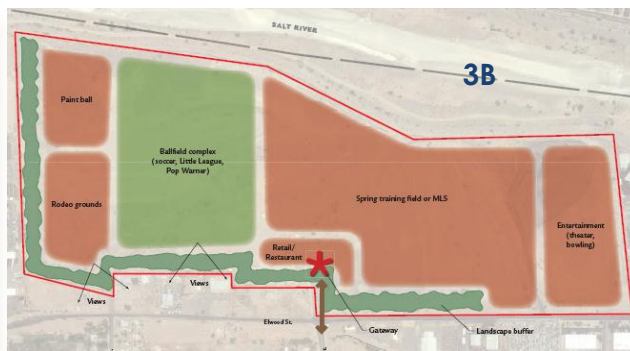 SALT RIVER
3B
Paint ball
Ballfield complex
(soccer, Little League,
Pop Warner)
Rodeo grounds
Spring training field or MLS
Entertainment
(theater,
bowling)
Retail/
Restaurant
Views
Views
Elwood St.
Gateway
Landscape buffer